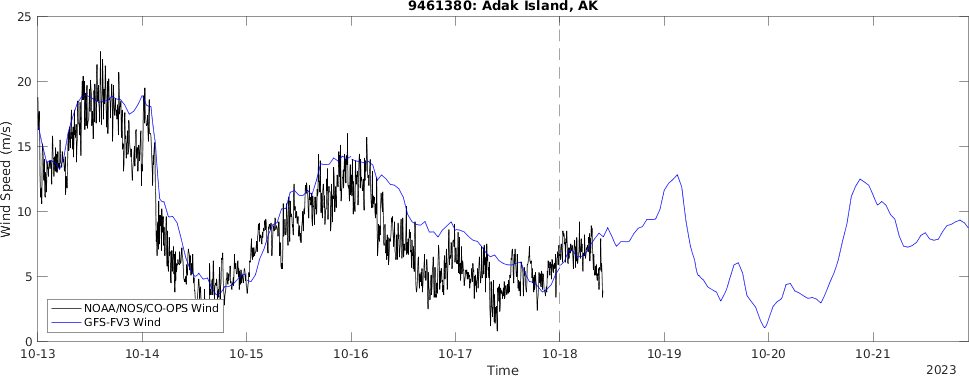 9461380: Adak Island, AK
25
20
15
10
5
0
Wind Speed (m/s)
NOAA/NOS/CO-OPS Wind
GFS-FV3 Wind
10-13 10-14 10-15 10-16 10-17 10-18 10-19 10-20 10-21
Time
2023